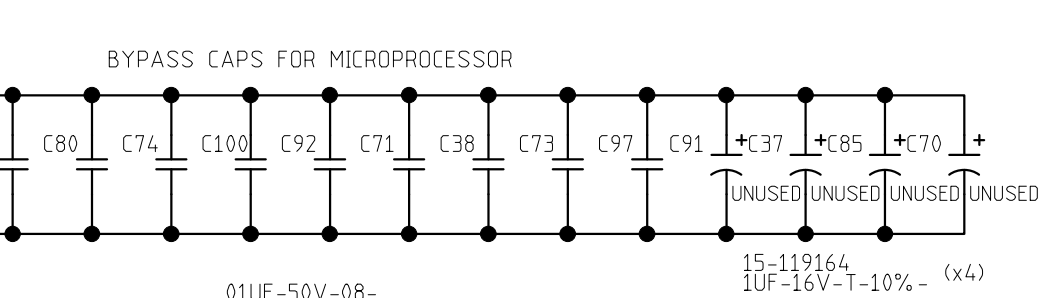 BYPASS CAPS FOR MICROPROCESSOR
C80 C74 C100 C92 C71 C38 C73 C97 C91 +C37 +C85 +C70 +
UNUSED UNUSED UNUSED UNUSED
15-119164
1UF-16V-T-10%- (x4)
01UF-50V-08-